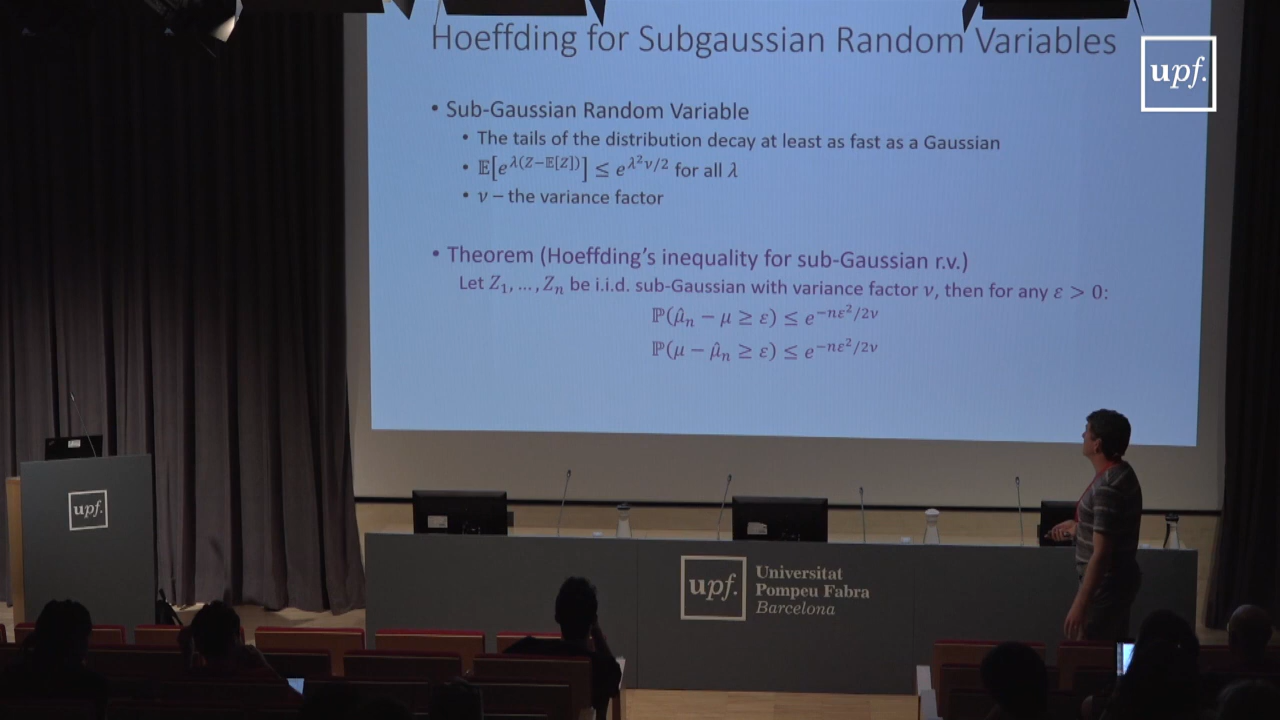 Hoeffding for Subgaussian Random Variables
upf.
• Sub-Gaussian Random Variable
• The tails of the distribution decay at least as fast as a Gaussian
• 𝔼[e^{λ(Z−𝔼[Z])}] ≤ e^{λ²ν/2} for all λ
• ν – the variance factor
• Theorem (Hoeffding's inequality for sub-Gaussian r.v.)
Let Z₁, … , Zₙ be i.i.d. sub-Gaussian with variance factor ν, then for any ε > 0:
ℙ(μ̂ₙ − μ ≥ ε) ≤ e^{−nε²/2ν}
ℙ(μ − μ̂ₙ ≥ ε) ≤ e^{−nε²/2ν}
upf.
upf.
Universitat
Pompeu Fabra
Barcelona